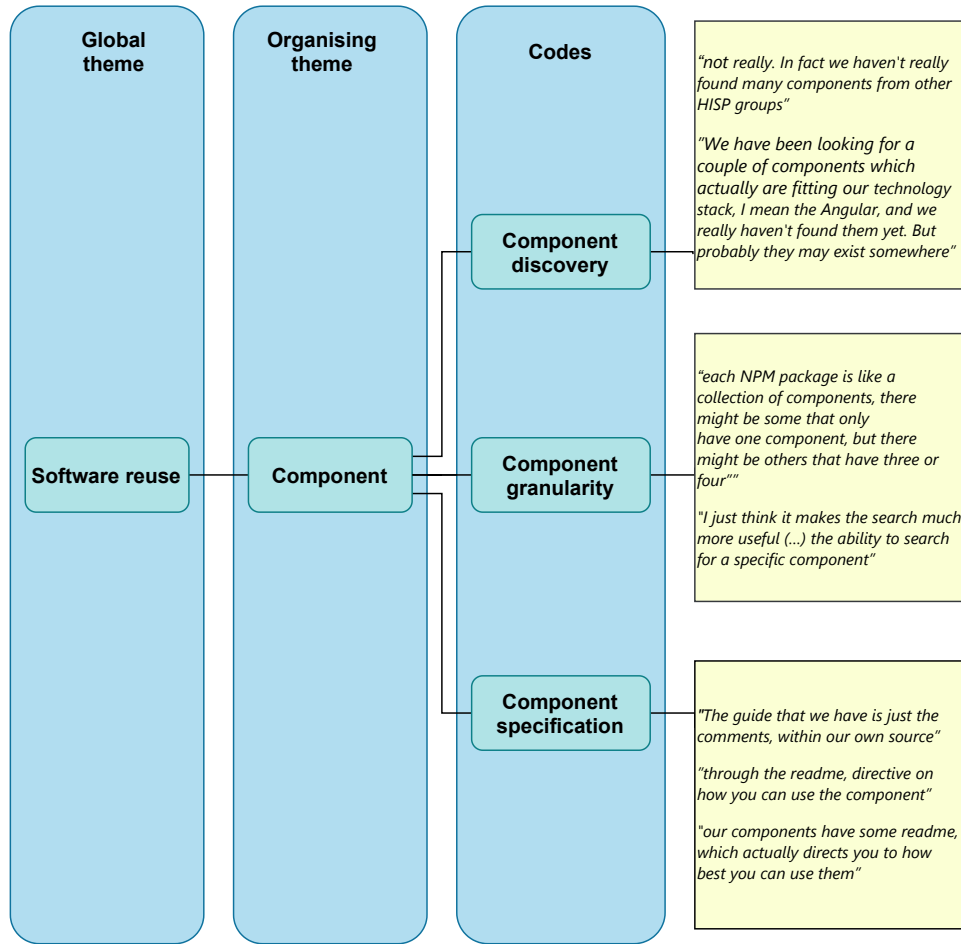 Global
theme
Organising
theme
Codes
Software reuse
Component
Component
discovery
"not really. In fact we haven't really
found many components from other
HISP groups"
"We have been looking for a
couple of components which
actually are fitting our technology
stack, I mean the Angular, and we
really haven't found them yet. But
probably they may exist somewhere"
Component
granularity
"each NPM package is like a
collection of components, there
might be some that only
have one component, but there
might be others that have three or
four""
"I just think it makes the search much
more useful (...) the ability to search
for a specific component"
Component
specification
"The guide that we have is just the
comments, within our own source"
"through the readme, directive on
how you can use the component"
"our components have some readme,
which actually directs you to how
best you can use them"